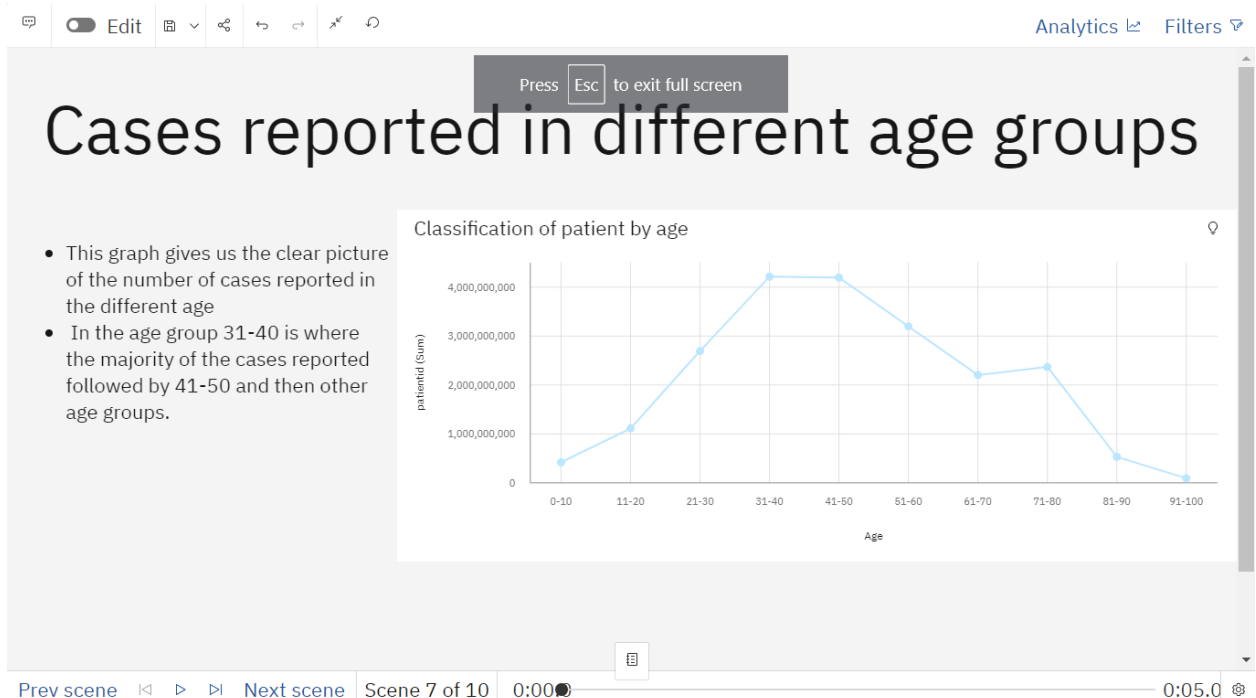 Edit
Analytics
Filters
Press Esc to exit full screen
Cases reported in different age groups
• This graph gives us the clear picture
of the number of cases reported in
the different age
• In the age group 31-40 is where
the majority of the cases reported
followed by 41-50 and then other
age groups.
Classification of patient by age
patientid (Sum)
4,000,000,000
3,000,000,000
2,000,000,000
1,000,000,000
0
0-10 11-20 21-30 31-40 41-50 51-60 61-70 71-80 81-90 91-100
Age
Prev scene Next scene Scene 7 of 10 0:00 0:05.0